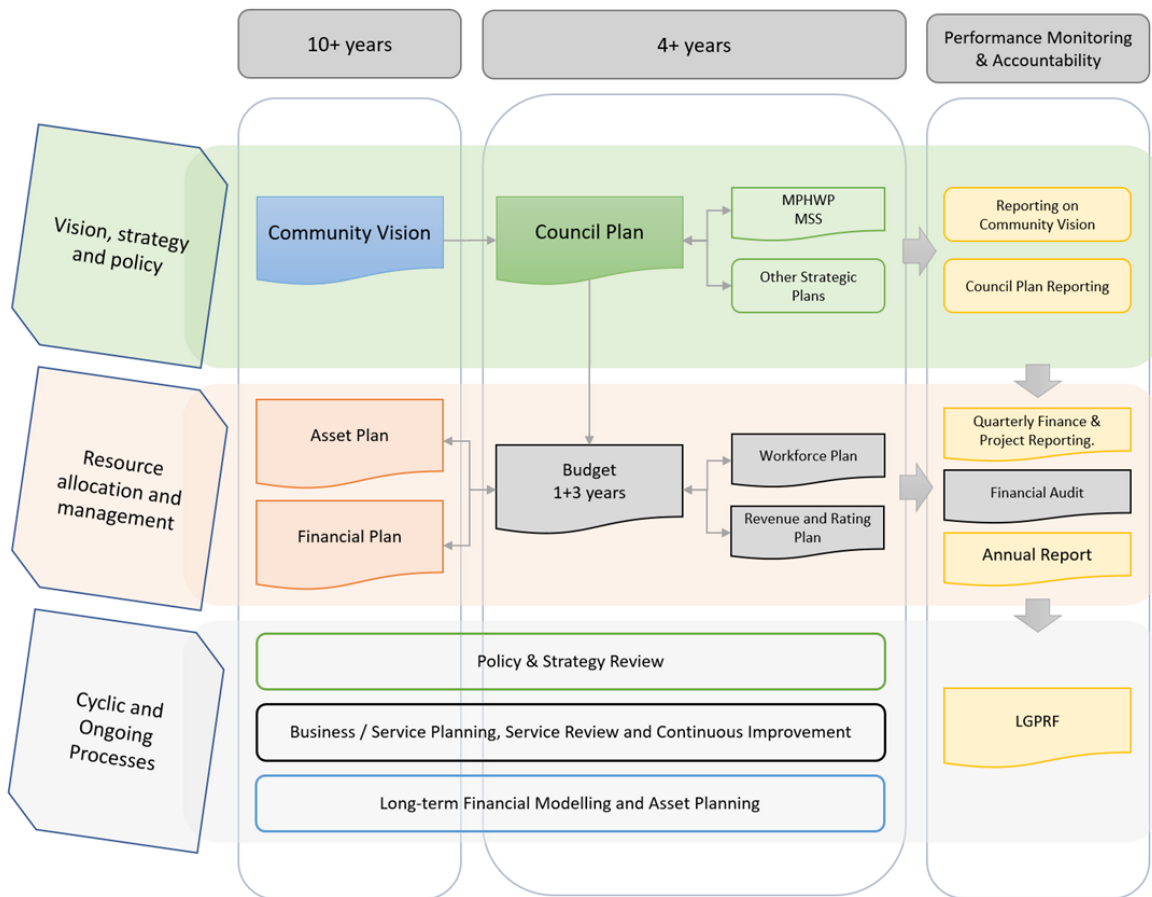 10+ years
4+ years
Performance Monitoring
& Accountability
Vision, strategy
and policy
Community Vision
Council Plan
MPHWP
MSS
Other Strategic
Plans
Reporting on
Community Vision
Council Plan Reporting
Resource
allocation and
management
Asset Plan
Financial Plan
Budget
1+3 years
Workforce Plan
Revenue and Rating
Plan
Quarterly Finance &
Project Reporting.
Financial Audit
Annual Report
Cyclic and
Ongoing
Processes
Policy & Strategy Review
Business / Service Planning, Service Review and Continuous Improvement
Long-term Financial Modelling and Asset Planning
LGPRF